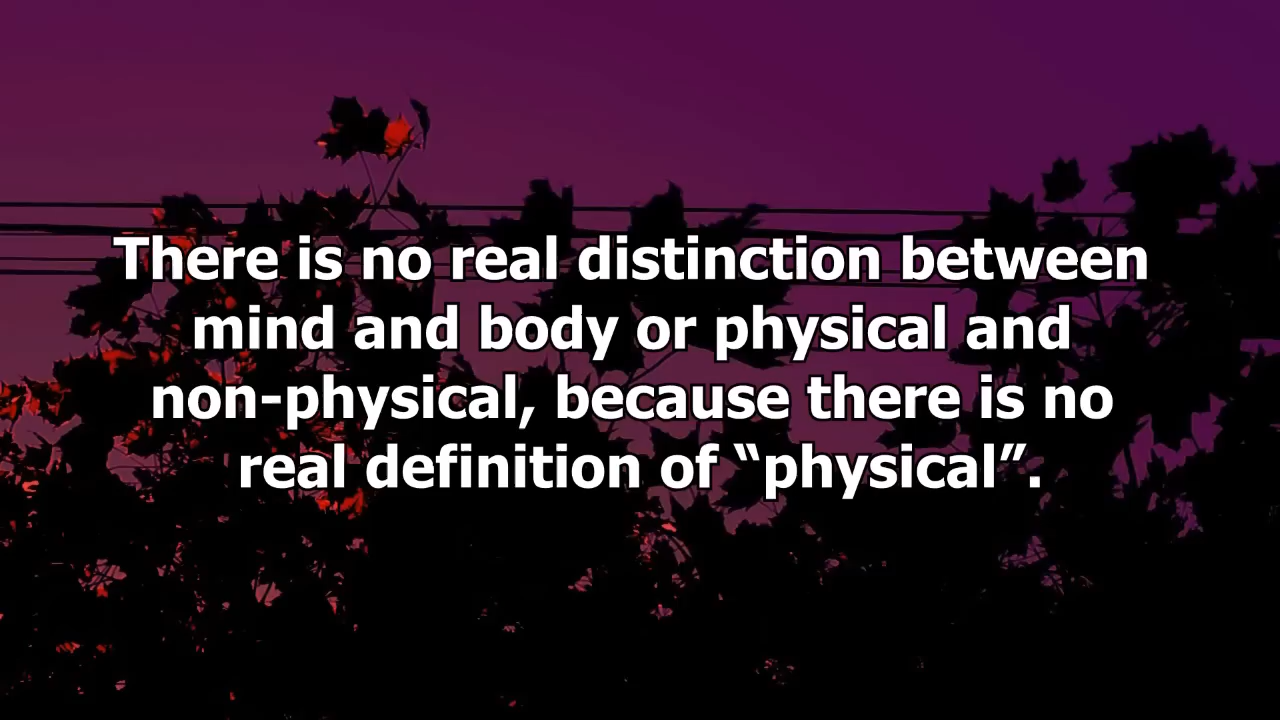 There is no real distinction between
mind and body or physical and
non-physical, because there is no
real definition of “physical”.